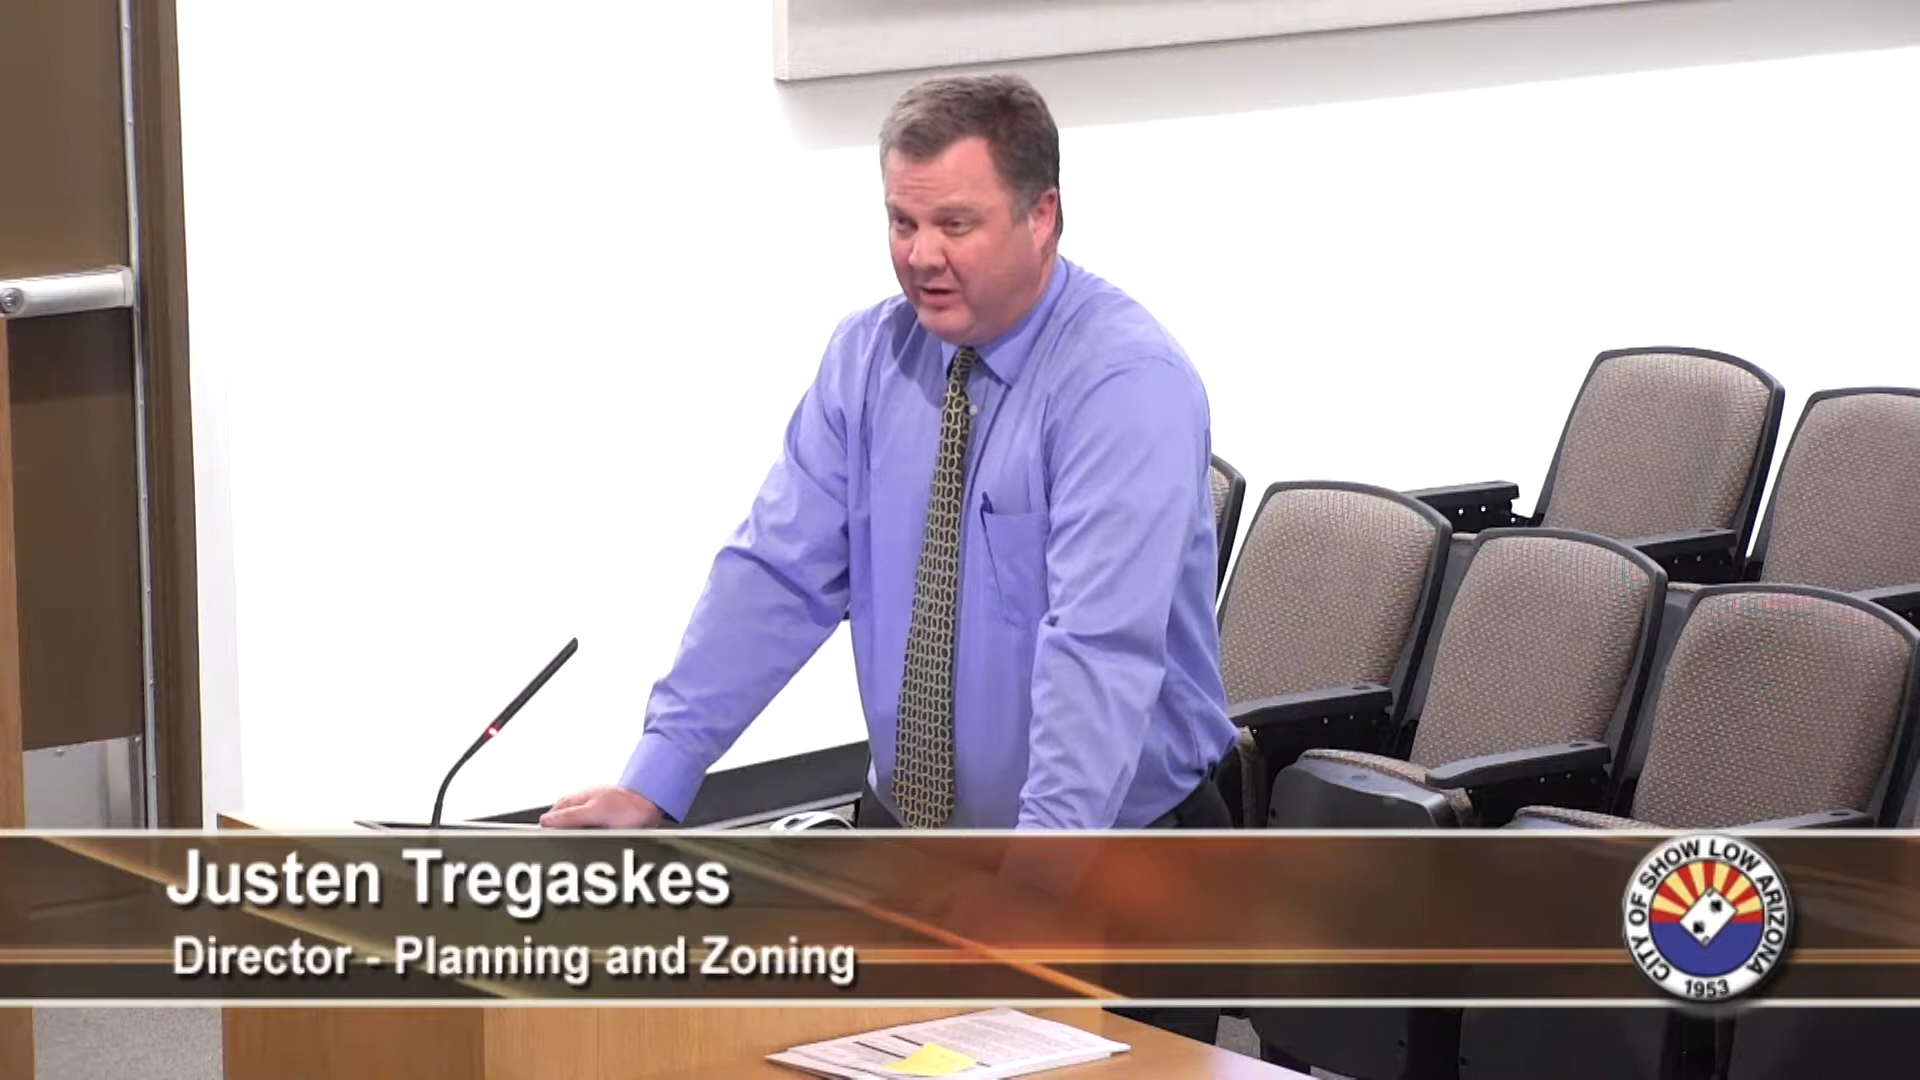 Justen Tregaskes
Director - Planning and Zoning
CITY OF SHOW LOW ARIZONA
1953